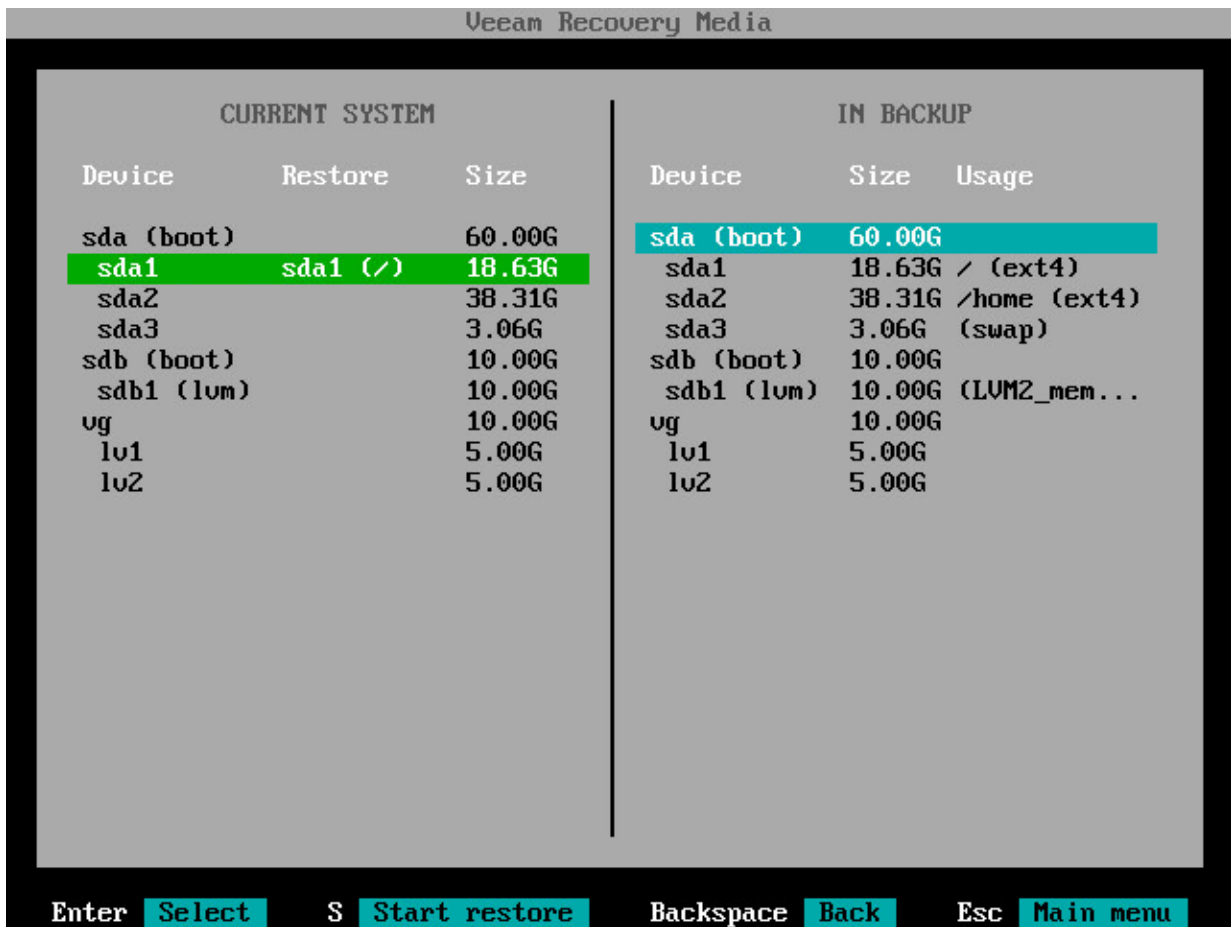 Veeam Recovery Media
CURRENT SYSTEM IN BACKUP
Device Restore Size Device Size Usage
sda (boot) 60.00G sda (boot) 60.00G
sda1 sda1 (/) 18.63G sda1 18.63G / (ext4)
sda2 38.31G sda2 38.31G /home (ext4)
sda3 3.06G sda3 3.06G (swap)
sdb (boot) 10.00G sdb (boot) 10.00G
sdb1 (lvm) 10.00G sdb1 (lvm) 10.00G (LVM2_mem...
vg 10.00G vg 10.00G
lv1 5.00G lv1 5.00G
lv2 5.00G lv2 5.00G
Enter Select S Start restore Backspace Back Esc Main menu